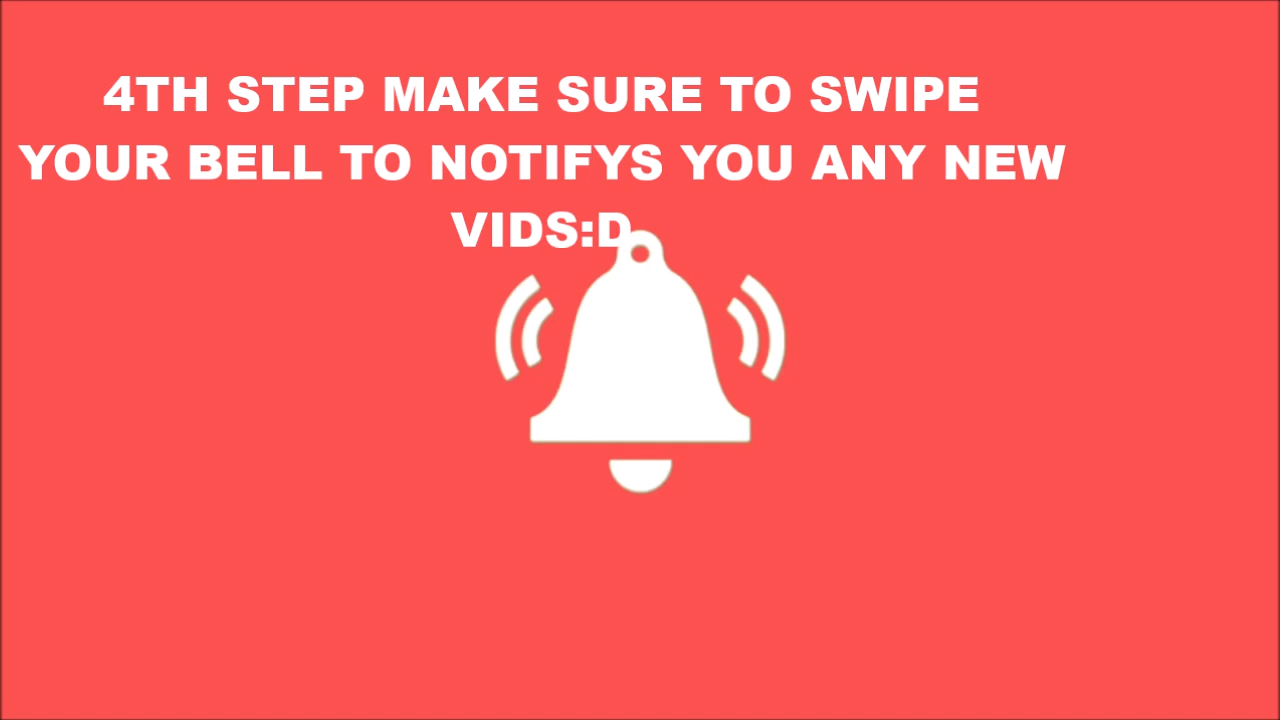 4TH STEP MAKE SURE TO SWIPE
YOUR BELL TO NOTIFYS YOU ANY NEW
VIDS:D